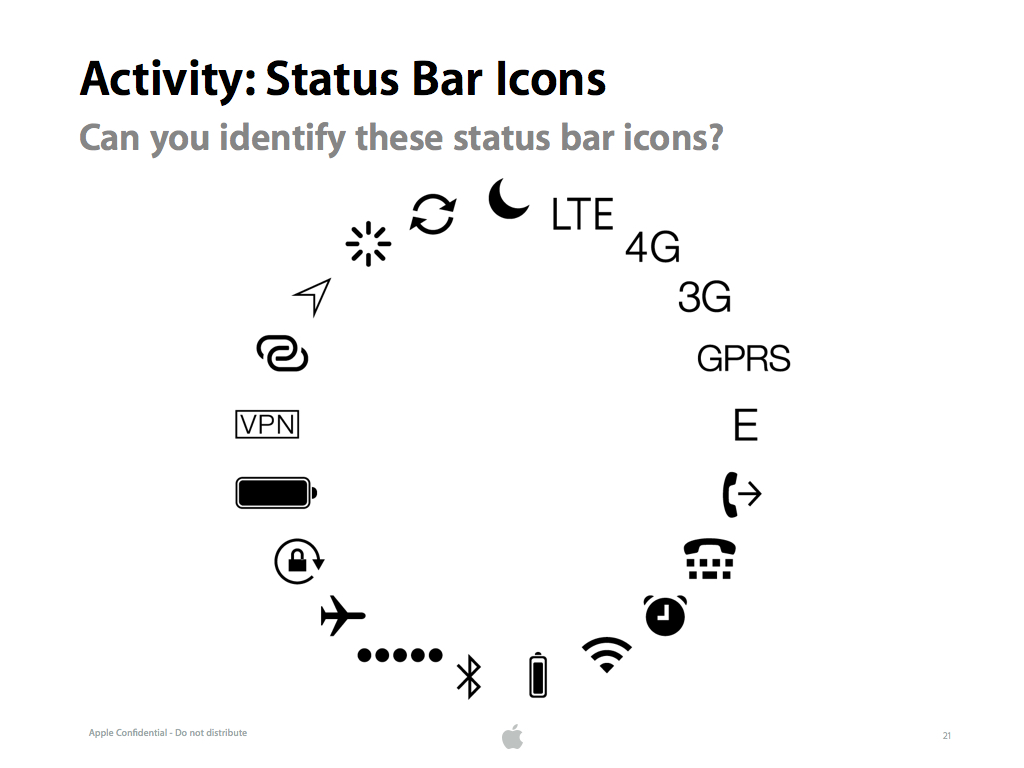 Activity: Status Bar Icons
Can you identify these status bar icons?
LTE
4G
3G
GPRS
E
VPN
Apple Confidential - Do not distribute
21